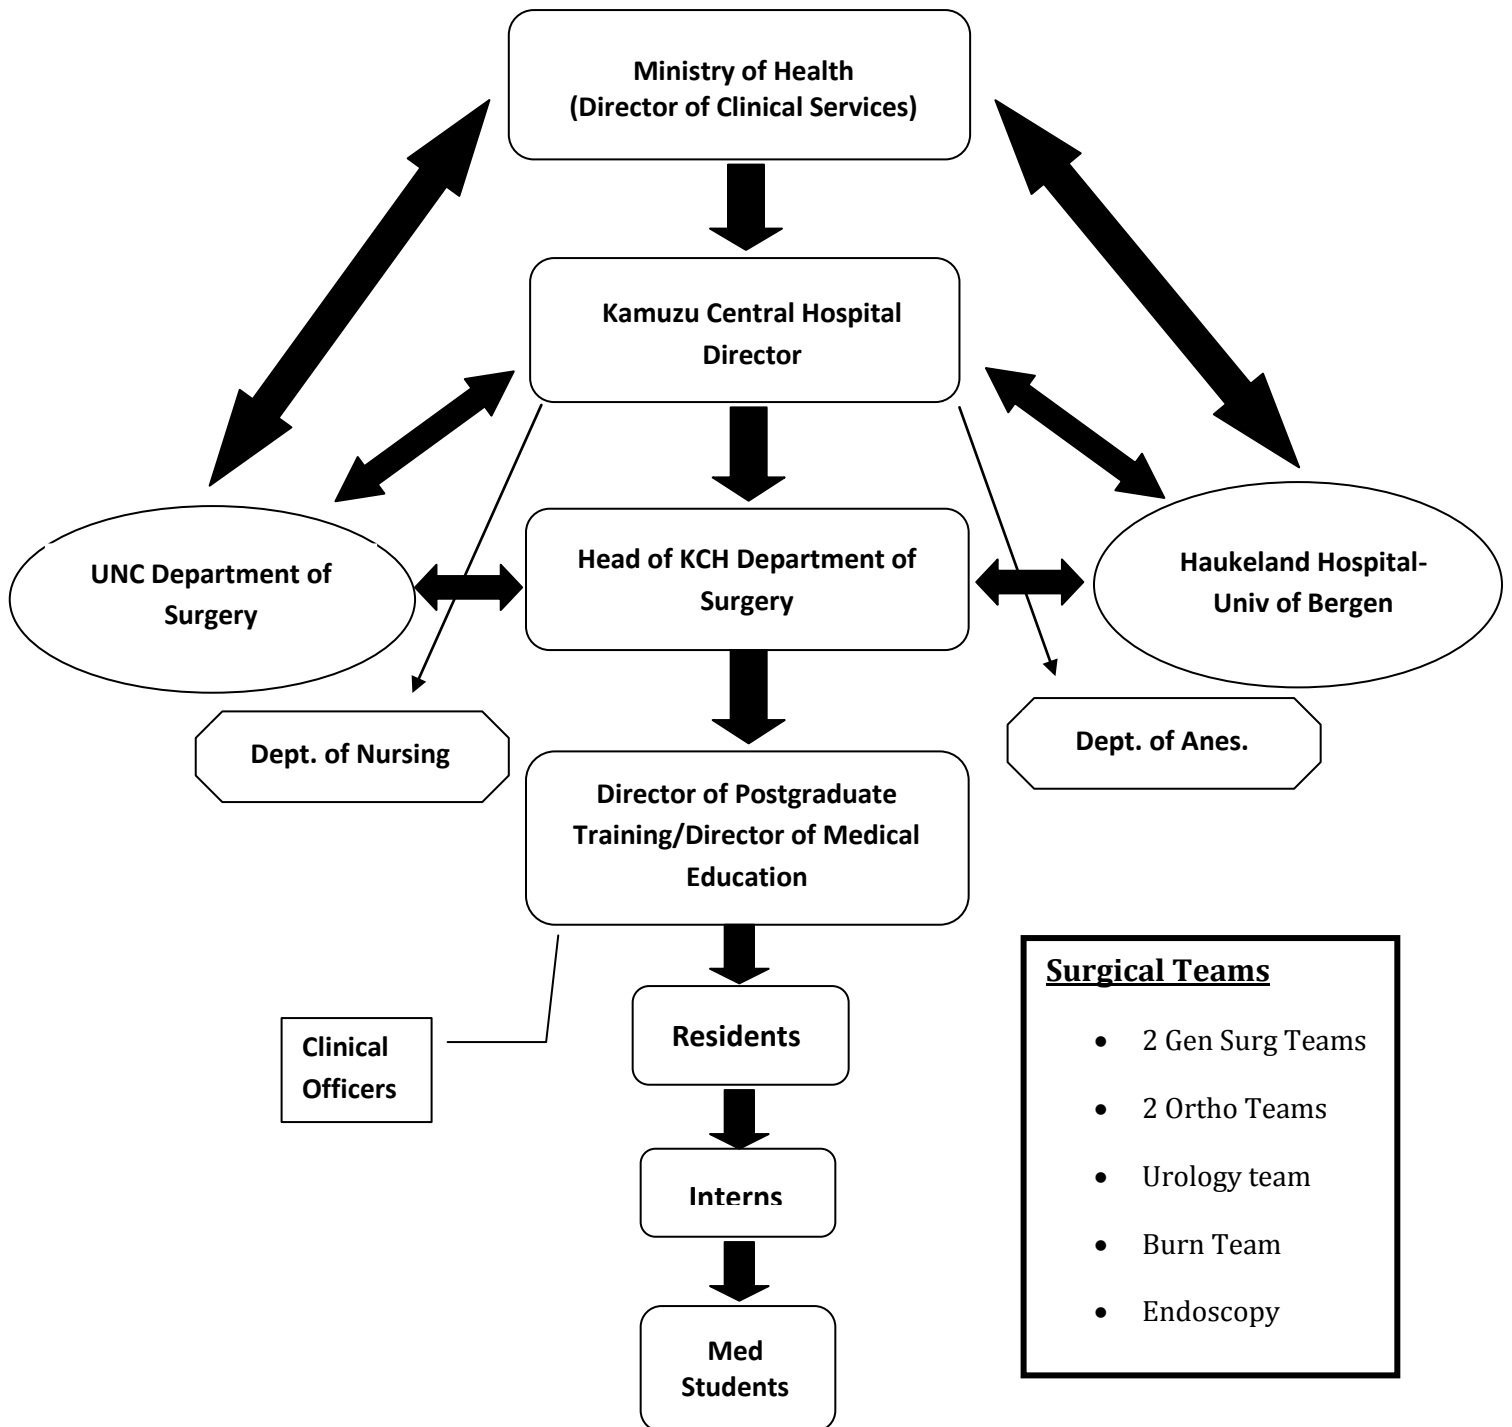 Ministry of Health
(Director of Clinical Services)
Kamuzu Central Hospital
Director
UNC Department of
Surgery
Head of KCH Department of
Surgery
Haukeland Hospital-
Univ of Bergen
Dept. of Nursing
Dept. of Anes.
Director of Postgraduate
Training/Director of Medical
Education
Clinical
Officers
Residents
Interns
Med
Students
Surgical Teams
• 2 Gen Surg Teams
• 2 Ortho Teams
• Urology team
• Burn Team
• Endoscopy